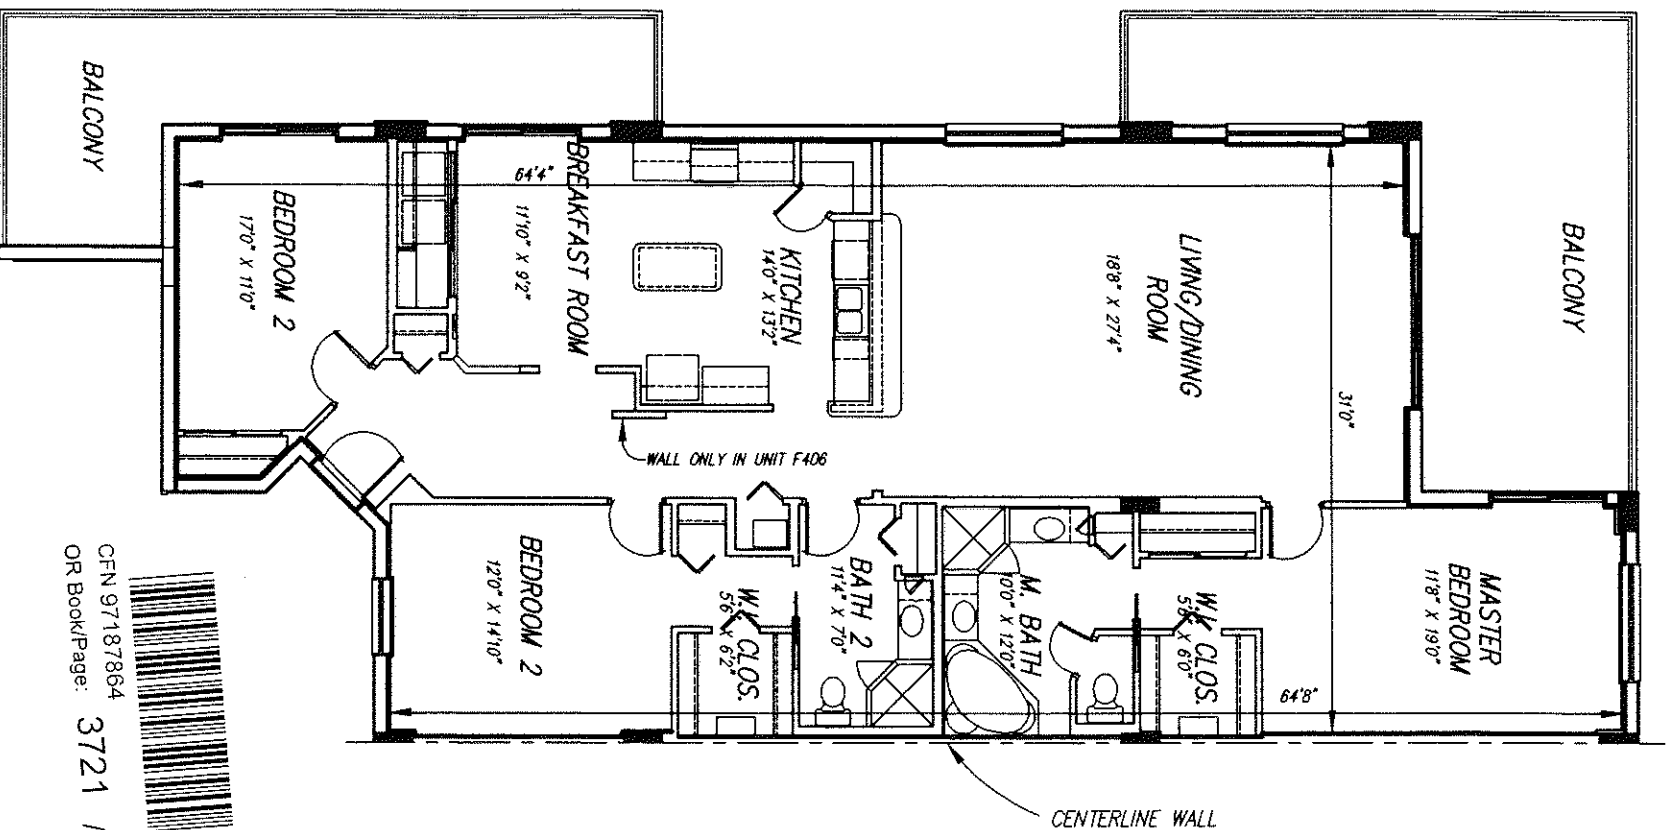 BALCONY
BALCONY
64'4"
BEDROOM 2
17'0" X 11'0"
BREAKFAST ROOM
11'10" X 9'2"
KITCHEN
14'0" X 13'2"
LIVING/DINING
ROOM
18'8" X 27'4"
31'0"
WALL ONLY IN UNIT F406
BEDROOM 2
12'0" X 14'10"
W.I. CLOS.
5'6" X 6'2"
BATH 2
11'4" X 7'0"
M. BATH
10'0" X 12'0"
CLOS.
X 6'0"
MASTER
BEDROOM
11'8" X 19'0"
64'8"
CENTERLINE WALL
CFN 97187864
OR Book/Page: 3721 /